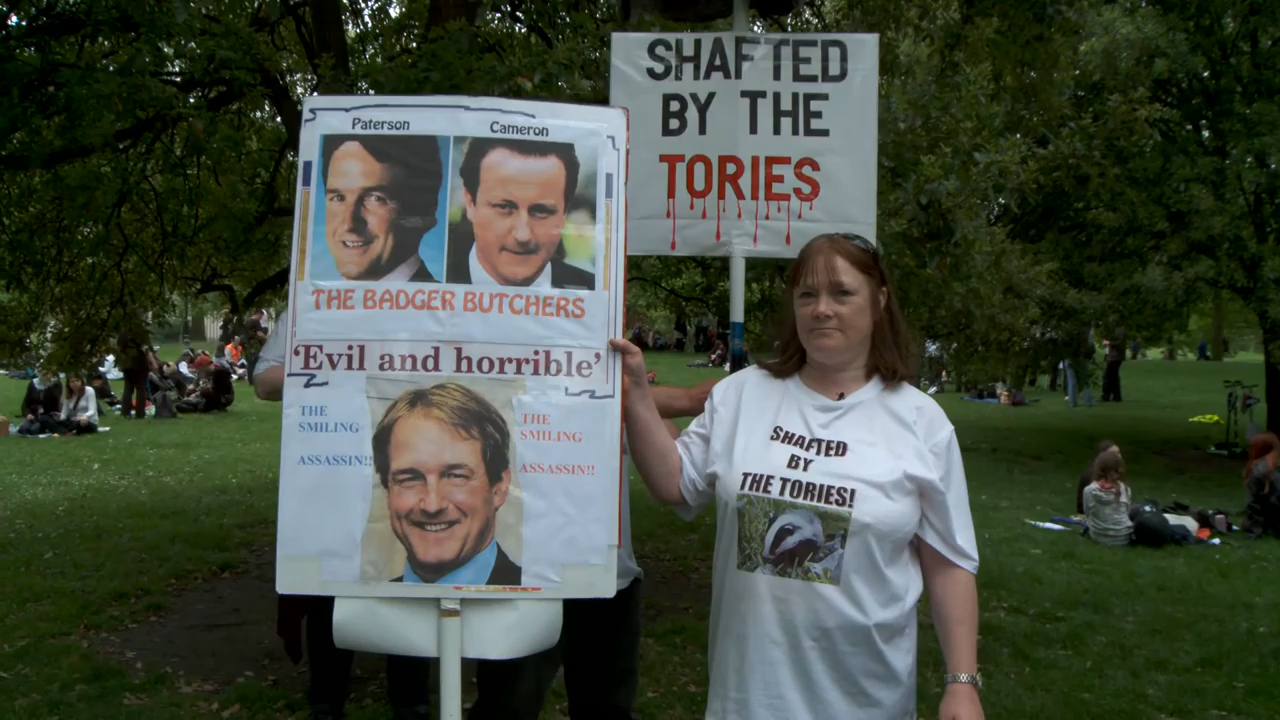 Paterson
Cameron
THE BADGER BUTCHERS
'Evil and horrible'
THE
SMILING
ASSASSIN!!
THE
SMILING
ASSASSIN!!
SHAFTED
BY THE
TORIES
SHAFTED
BY
THE TORIES!